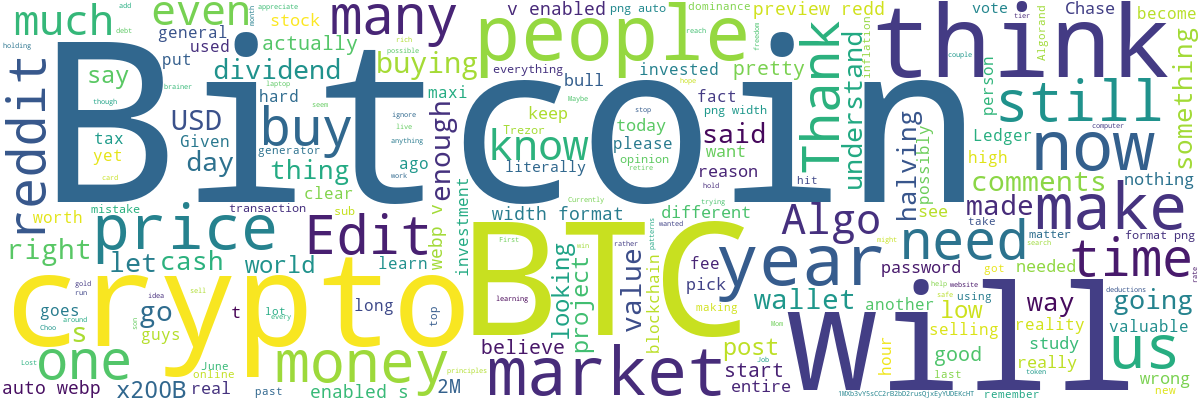 much
even
many
people
v enabled
png auto
dominance
preview redd
vote
Chase
become
add
month
appreciate
tier
debt
general
stock
holding
used
actually
possible
rich
reach
freedom
inflation
Algorand
couple
think
something
reddit
say
put
dividend
buying
everything
bull
invested
pretty
Thank
understand
person
though
brainer
laptop
seem
hope
Maybe
Bitcoin
hard
maxi
fact
png width
still
USD
buy
ignore
live
anything
work
keep
today
stop
said
Ledger
computer
tax
Given
know
Trezor
please
want
now
yet
day
generator
enough
literally
opinion
retire
reason
high
possibly
halving
card
thing
ago
hold
trying
hit
comments
nothing
clear
mistake
transaction
sub
Currently
width format
different
made
see
take
make
worth
price
Edit
investment
webp v
First
rather
wanted
patterns
Algo
need
matter
format png
right
let
cash
world
learn
BTC
looking
project
value
blockchain
fee
year
might
search
time
rate
gold
run
idea
sell
win
pick
password
got
needed
crypto
goes
go
long
top
learning
making
wallet
another
help
website
safe
using
way
going
deductions
Choo
around
son
lot
every
t
s
guys
low
selling
reality
valuable
one
Lost
June
online
money
believe
market
post
Mom
Job
hour
will
good
really
study
us
wrong
auto webp
x200B
real
past
enabled s
2M
principles
start
entire
last
token
remember
new
1MXb3vY5sCC2rBZbD2rusQjxEyYUDEKcHT